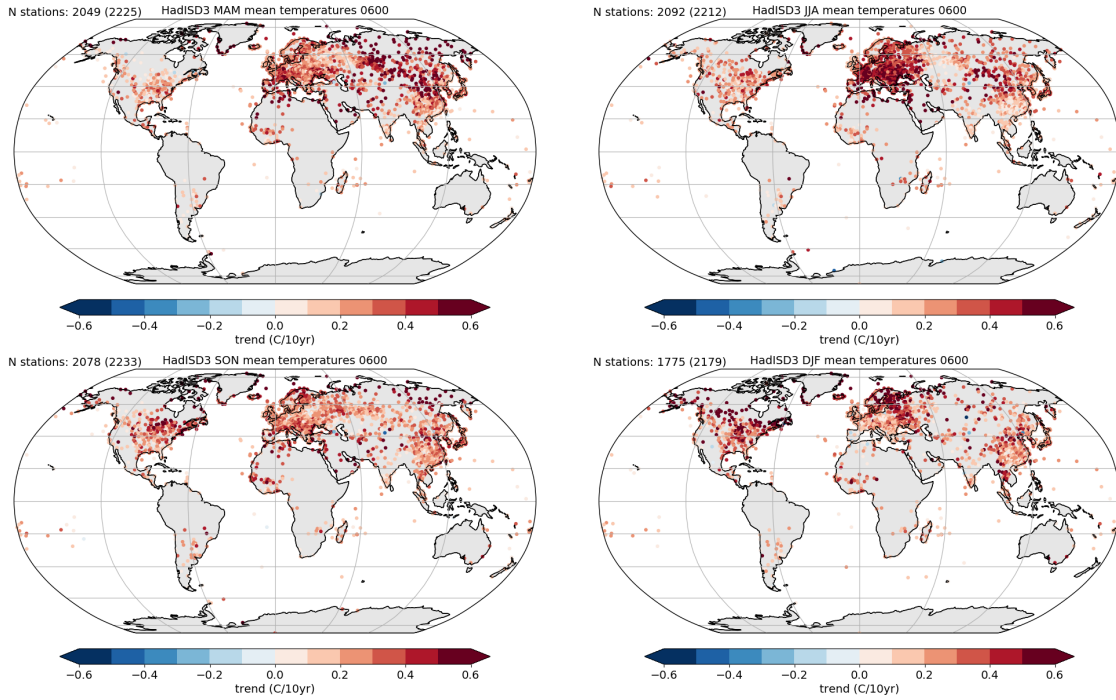 N stations: 2049 (2225)
HadISD3 MAM mean temperatures 0600
−0.6 −0.4 −0.2 0.0 0.2 0.4 0.6
trend (C/10yr)
N stations: 2092 (2212)
HadISD3 JJA mean temperatures 0600
−0.6 −0.4 −0.2 0.0 0.2 0.4 0.6
trend (C/10yr)
N stations: 2078 (2233)
HadISD3 SON mean temperatures 0600
−0.6 −0.4 −0.2 0.0 0.2 0.4 0.6
trend (C/10yr)
N stations: 1775 (2179)
HadISD3 DJF mean temperatures 0600
−0.6 −0.4 −0.2 0.0 0.2 0.4 0.6
trend (C/10yr)